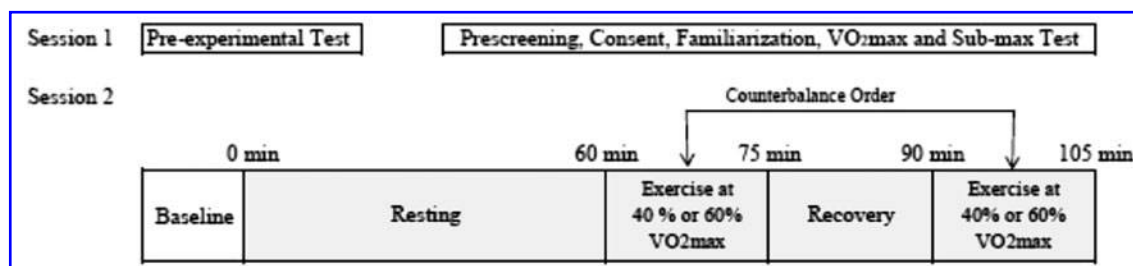 Session 1
Pre-experimental Test
Prescreening, Consent, Familiarization, VO2max and Sub-max Test
Session 2
Counterbalance Order
0 min
60 min
75 min
90 min
105 min
Baseline
Resting
Exercise at
40 % or 60%
VO2max
Recovery
Exercise at
40% or 60%
VO2max